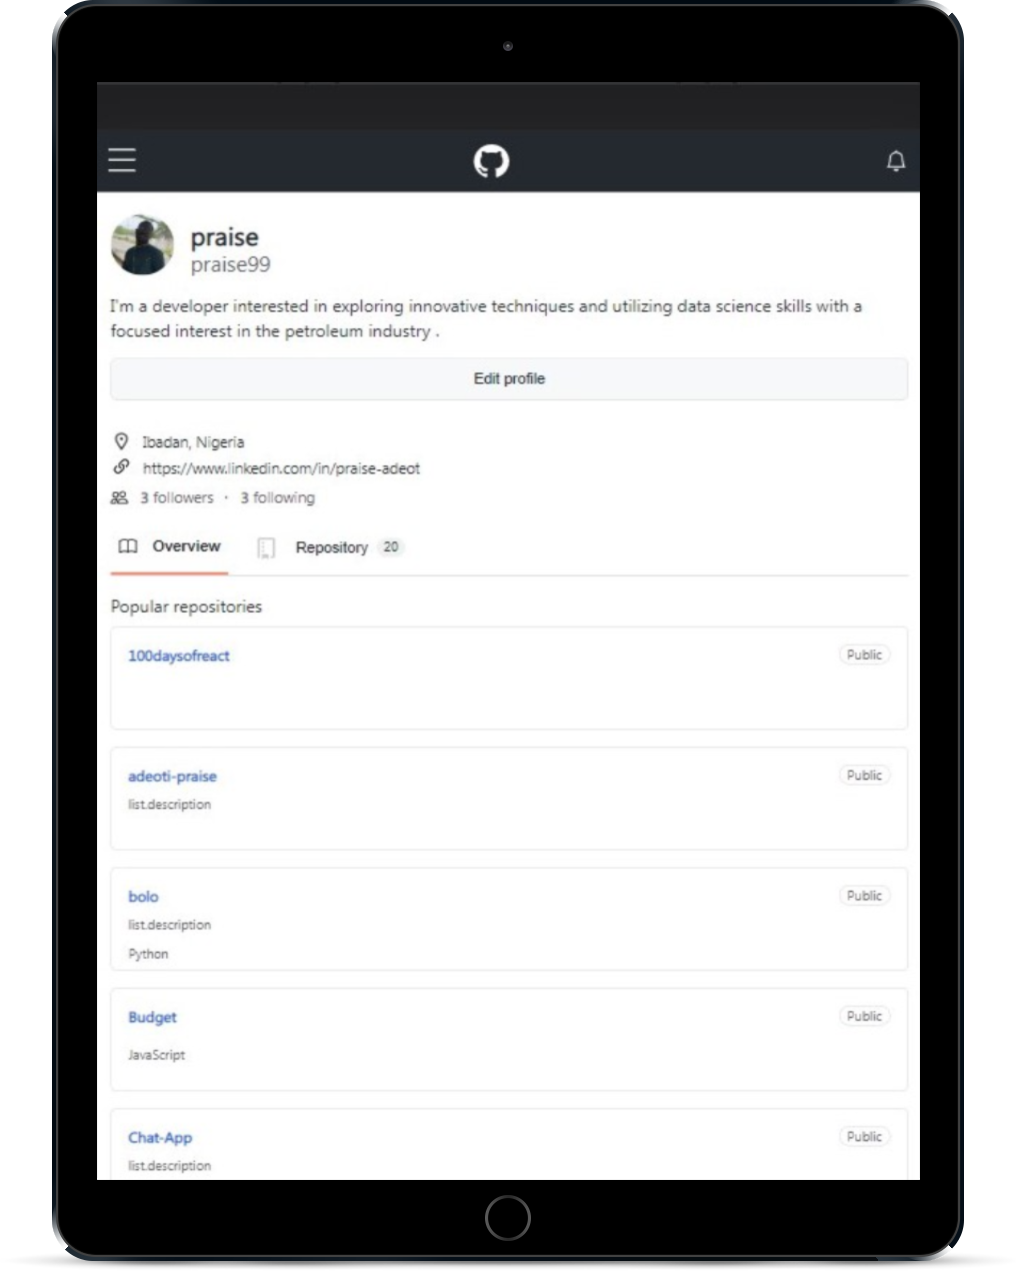 praise
praise99
I'm a developer interested in exploring innovative techniques and utilizing data science skills with a
focused interest in the petroleum industry .
Edit profile
Ibadan, Nigeria
https://www.linkedin.com/in/praise-adeot
3 followers · 3 following
Overview Repository 20
Popular repositories
100daysofreact Public
adeoti-praise Public
list.description
bolo Public
list.description
Python
Budget Public
JavaScript
Chat-App Public
list.description